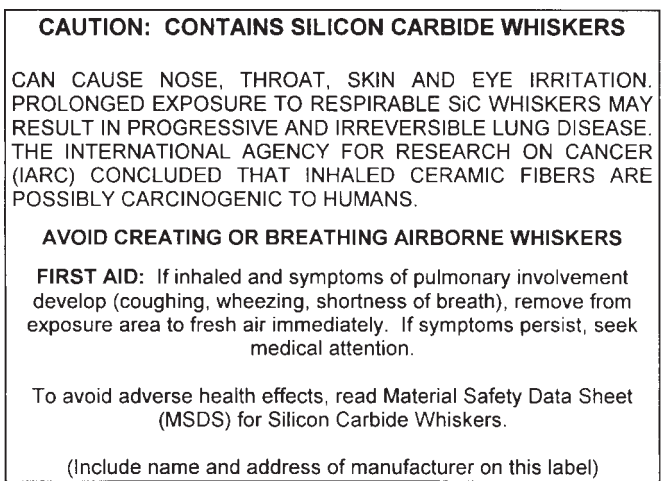 CAUTION: CONTAINS SILICON CARBIDE WHISKERS
CAN CAUSE NOSE, THROAT, SKIN AND EYE IRRITATION.
PROLONGED EXPOSURE TO RESPIRABLE SiC WHISKERS MAY
RESULT IN PROGRESSIVE AND IRREVERSIBLE LUNG DISEASE.
THE INTERNATIONAL AGENCY FOR RESEARCH ON CANCER
(IARC) CONCLUDED THAT INHALED CERAMIC FIBERS ARE
POSSIBLY CARCINOGENIC TO HUMANS.
AVOID CREATING OR BREATHING AIRBORNE WHISKERS
FIRST AID: If inhaled and symptoms of pulmonary involvement
develop (coughing, wheezing, shortness of breath), remove from
exposure area to fresh air immediately. If symptoms persist, seek
medical attention.
To avoid adverse health effects, read Material Safety Data Sheet
(MSDS) for Silicon Carbide Whiskers.
(Include name and address of manufacturer on this label)